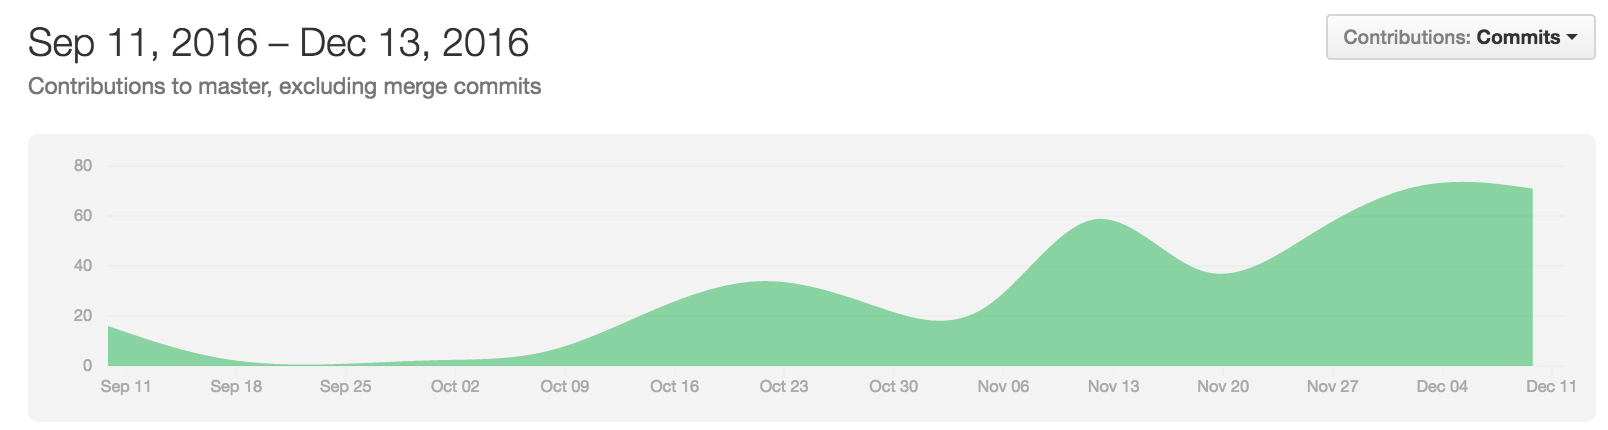 Sep 11, 2016 – Dec 13, 2016
Contributions: Commits
Contributions to master, excluding merge commits
80
60
40
20
0
Sep 11 Sep 18 Sep 25 Oct 02 Oct 09 Oct 16 Oct 23 Oct 30 Nov 06 Nov 13 Nov 20 Nov 27 Dec 04 Dec 11